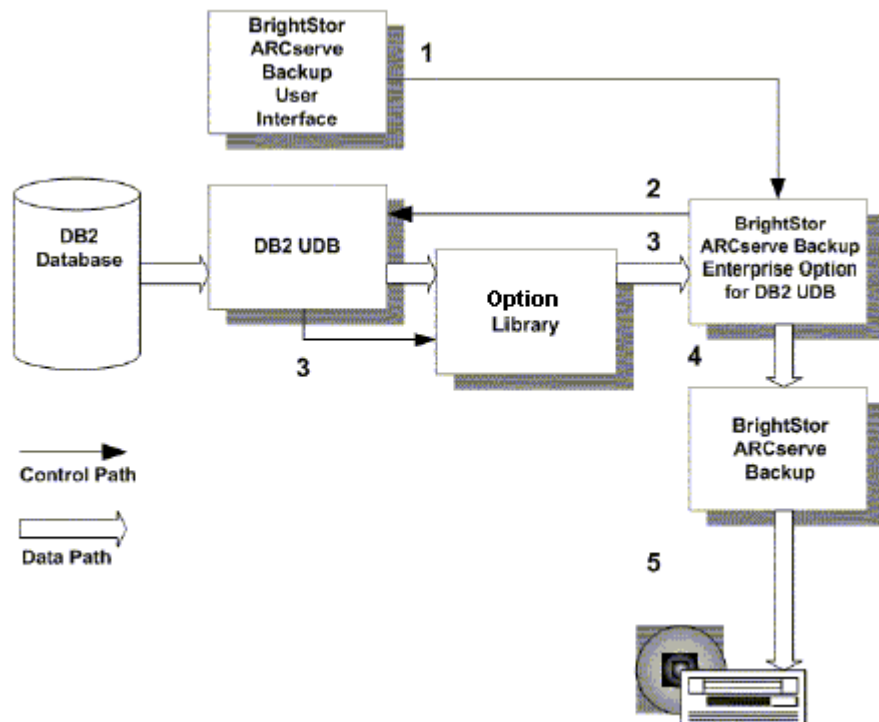 BrightStor
ARCserve
Backup
User
Interface
1
2
DB2
Database
DB2 UDB
Option
Library
3
BrightStor
ARCserve Backup
Enterprise Option
for DB2 UDB
3
4
BrightStor
ARCserve
Backup
Control Path
Data Path
5